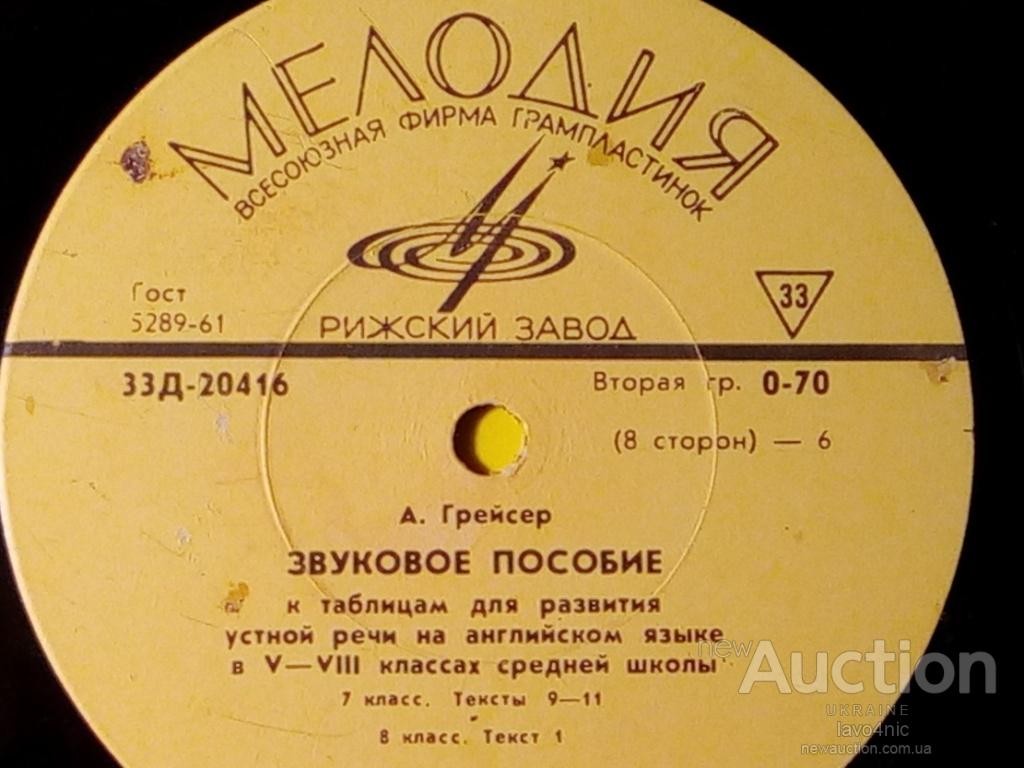 МЕЛОДИЯ
ВСЕСОЮЗНАЯ ФИРМА ГРАМПЛАСТИНОК
Гост
5289-61
РИЖСКИЙ ЗАВОД
33
33Д-20416
Вторая гр. 0-70
(8 сторон) — 6
А. Грейсер
ЗВУКОВОЕ ПОСОБИЕ
к таблицам для развития
устной речи на английском языке
в V—VIII классах средней школы
7 класс. Тексты 9—11
8 класс. Текст 1
newAuction
UKRAINE
lavo4nic
newauction.com.ua